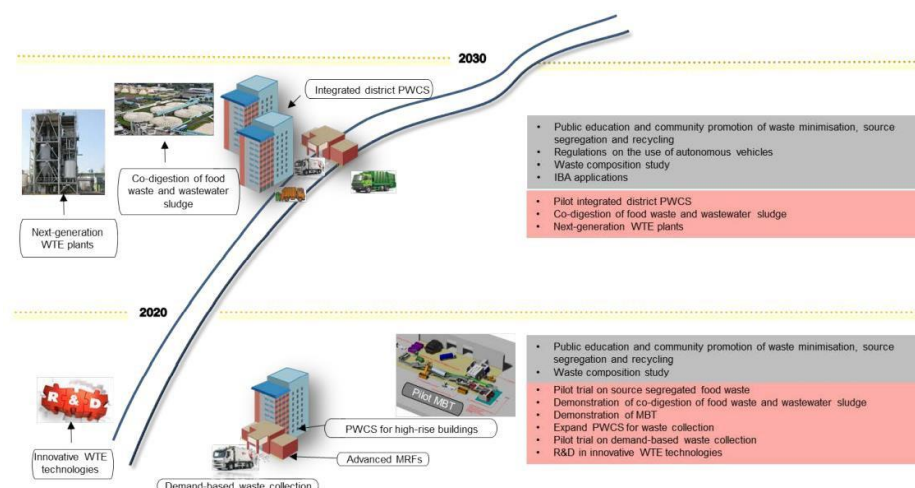 2030
Integrated district PWCS
Co-digestion of food
waste and wastewater
sludge
Next-generation
WTE plants
• Public education and community promotion of waste minimisation, source
segregation and recycling
• Regulations on the use of autonomous vehicles
• Waste composition study
• IBA applications
• Pilot integrated district PWCS
• Co-digestion of food waste and wastewater sludge
• Next-generation WTE plants
2020
R & D
Innovative WTE
technologies
Pilot MBT
PWCS for high-rise buildings
Advanced MRFs
Demand-based waste collection
• Public education and community promotion of waste minimisation, source
segregation and recycling
• Waste composition study
• Pilot trial on source segregated food waste
• Demonstration of co-digestion of food waste and wastewater sludge
• Demonstration of MBT
• Expand PWCS for waste collection
• Pilot trial on demand-based waste collection
• R&D in innovative WTE technologies